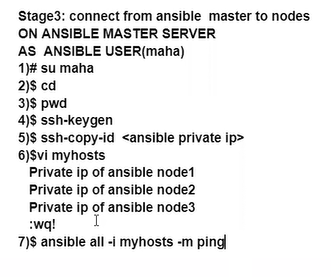 Stage3: connect from ansible master to nodes
ON ANSIBLE MASTER SERVER
AS ANSIBLE USER(maha)
1)# su maha
2)$ cd
3)$ pwd
4)$ ssh-keygen
5)$ ssh-copy-id <ansible private ip>
6)$vi myhosts
Private ip of ansible node1
Private ip of ansible node2
Private ip of ansible node3
:wq!
7)$ ansible all -i myhosts -m ping